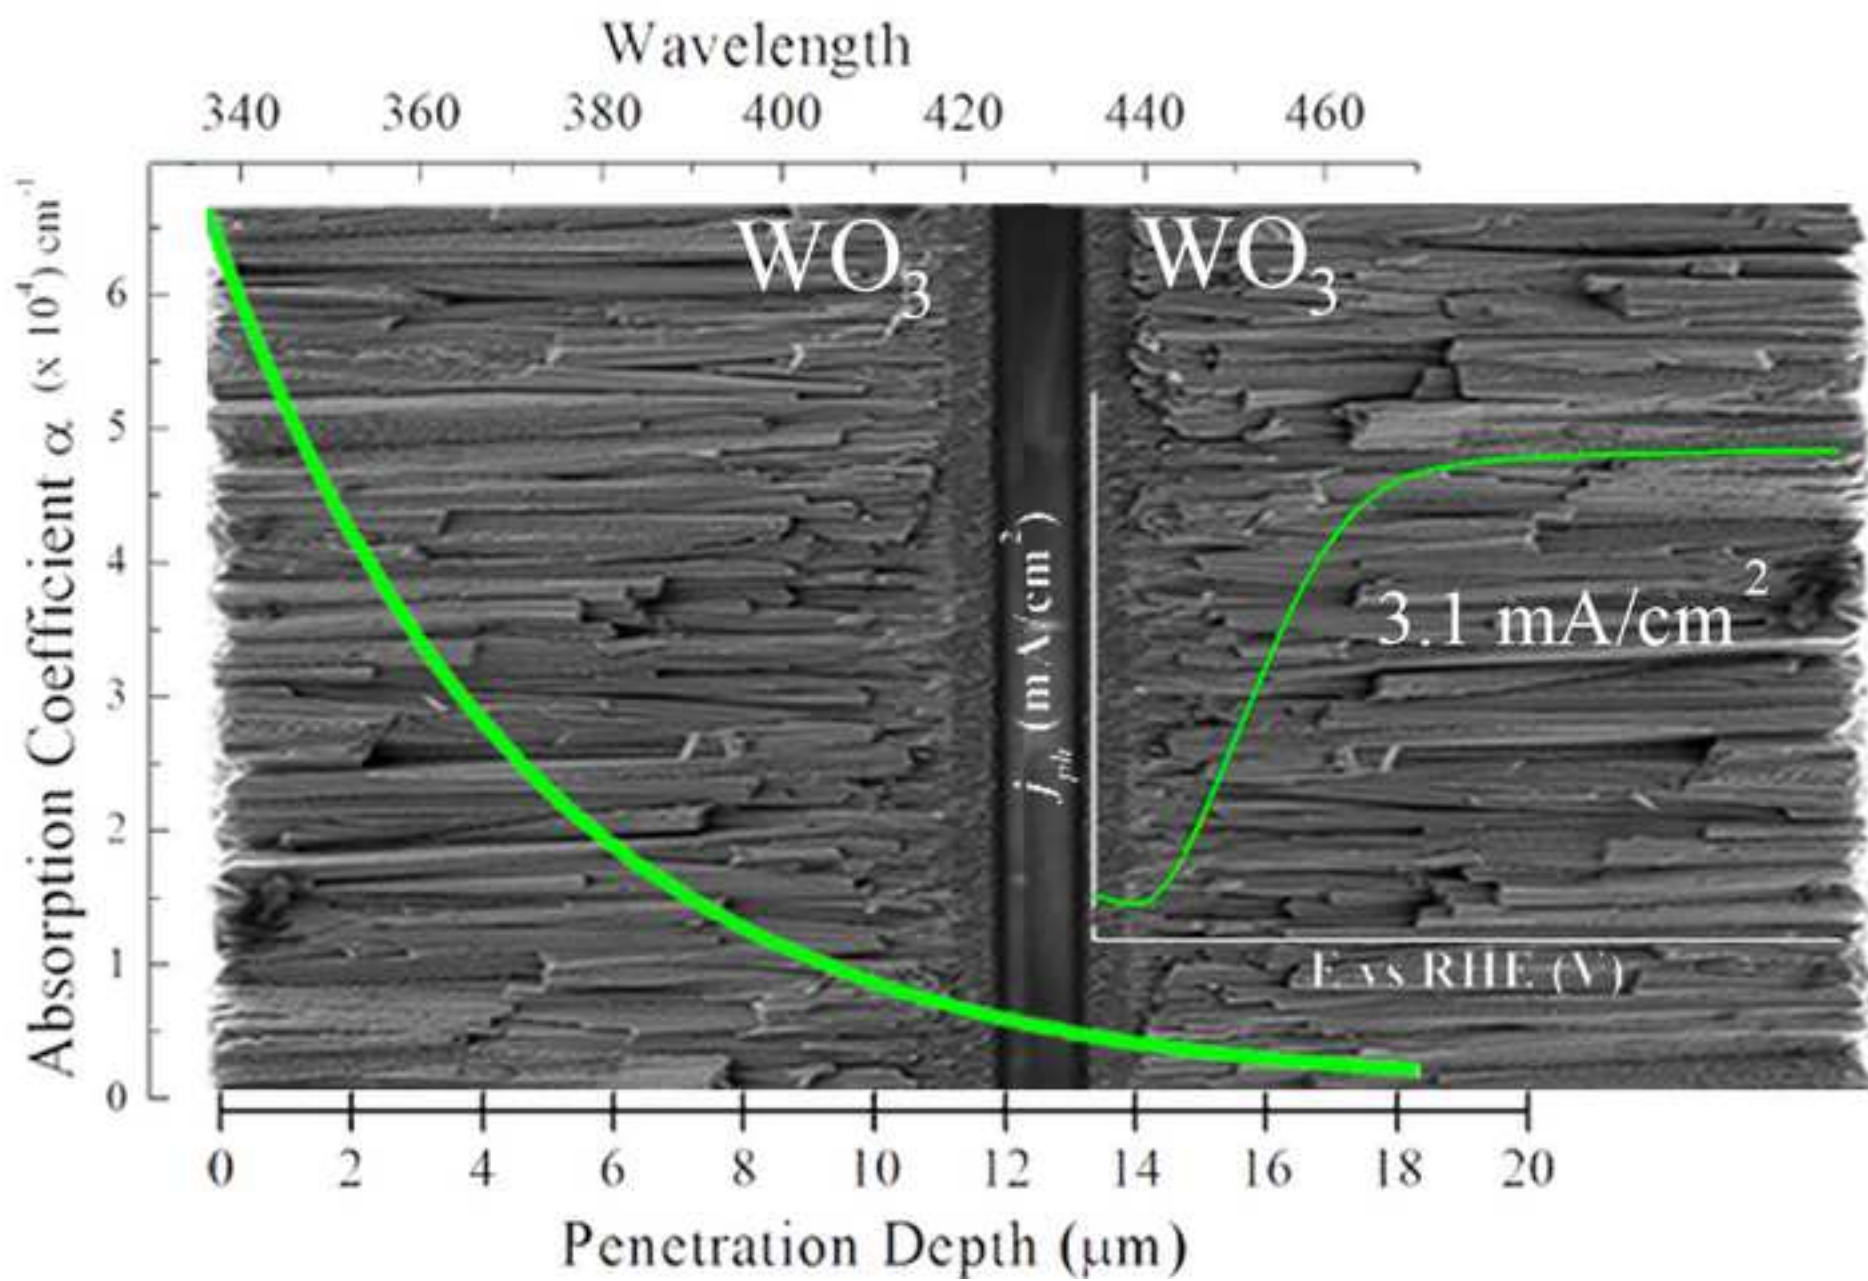 Wavelength
340 360 380 400 420 440 460
Absorption Coefficient α (x 10⁴) cm⁻¹
6
5
4
3
2
1
0
WO₃ WO₃
j_ph (mA/cm²)
3.1 mA/cm²
E vs RHE (V)
0 2 4 6 8 10 12 14 16 18 20
Penetration Depth (μm)